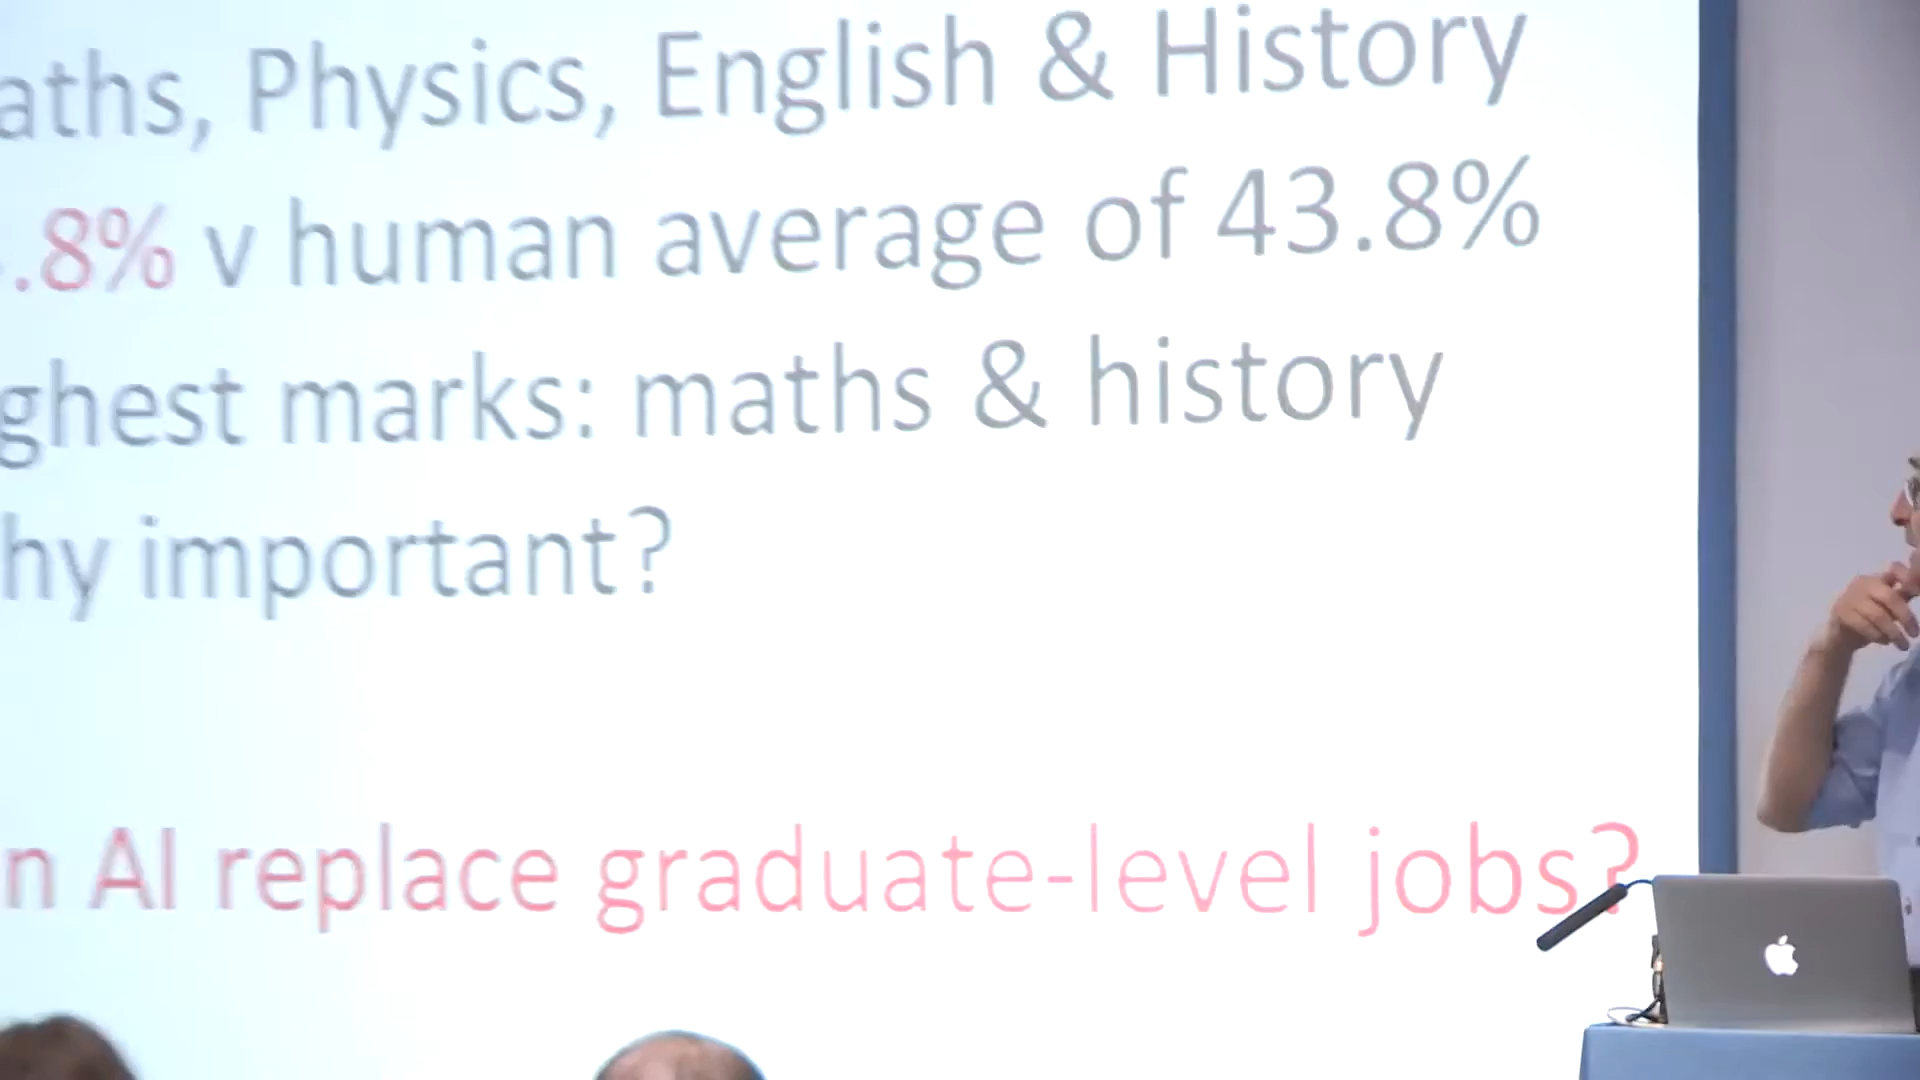 aths, Physics, English & History
.8% v human average of 43.8%
ghest marks: maths & history
hy important?
n AI replace graduate-level jobs?